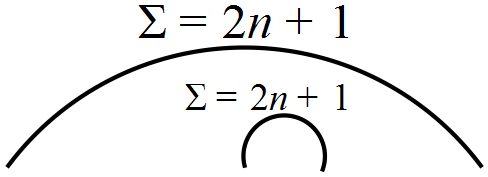 Σ = 2n + 1
Σ = 2n + 1